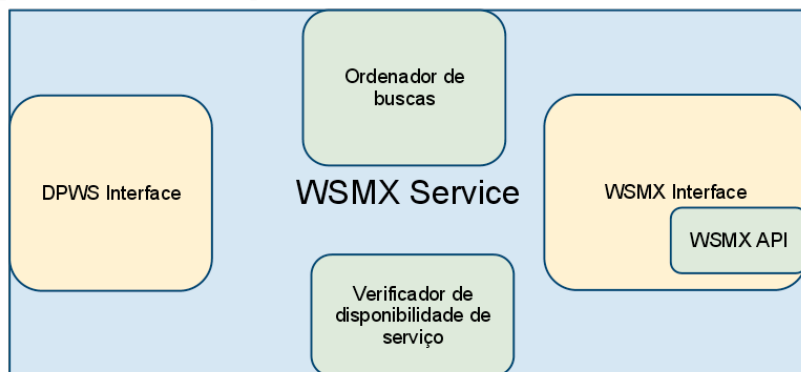 Ordenador de
buscas
DPWS Interface
WSMX Service
WSMX Interface
WSMX API
Verificador de
disponibilidade de
serviço